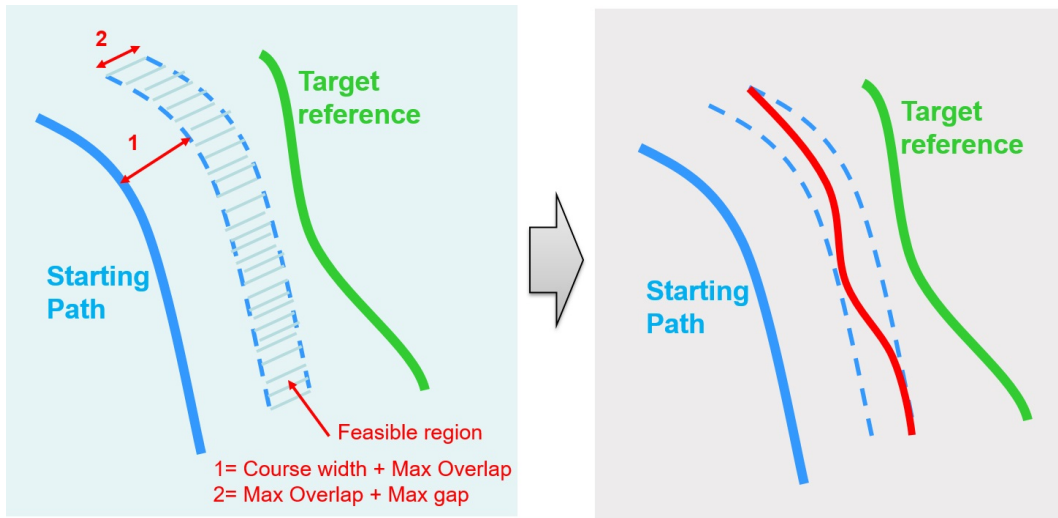 2
Target
reference
1
Starting
Path
Feasible region
1= Course width + Max Overlap
2= Max Overlap + Max gap
Target
reference
Starting
Path